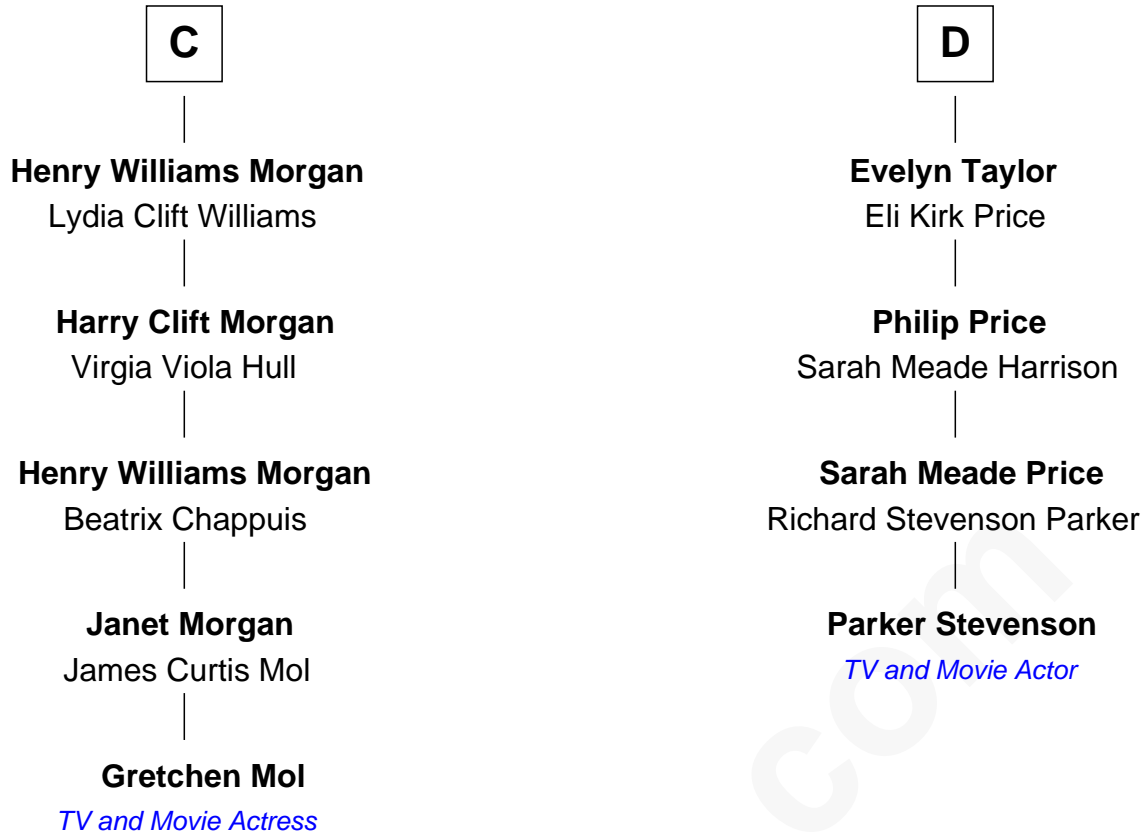 C
Henry Williams Morgan
Lydia Clift Williams
Harry Clift Morgan
Virgia Viola Hull
Henry Williams Morgan
Beatrix Chappuis
Janet Morgan
James Curtis Mol
Gretchen Mol
TV and Movie Actress
D
Evelyn Taylor
Eli Kirk Price
Philip Price
Sarah Meade Harrison
Sarah Meade Price
Richard Stevenson Parker
Parker Stevenson
TV and Movie Actor
com